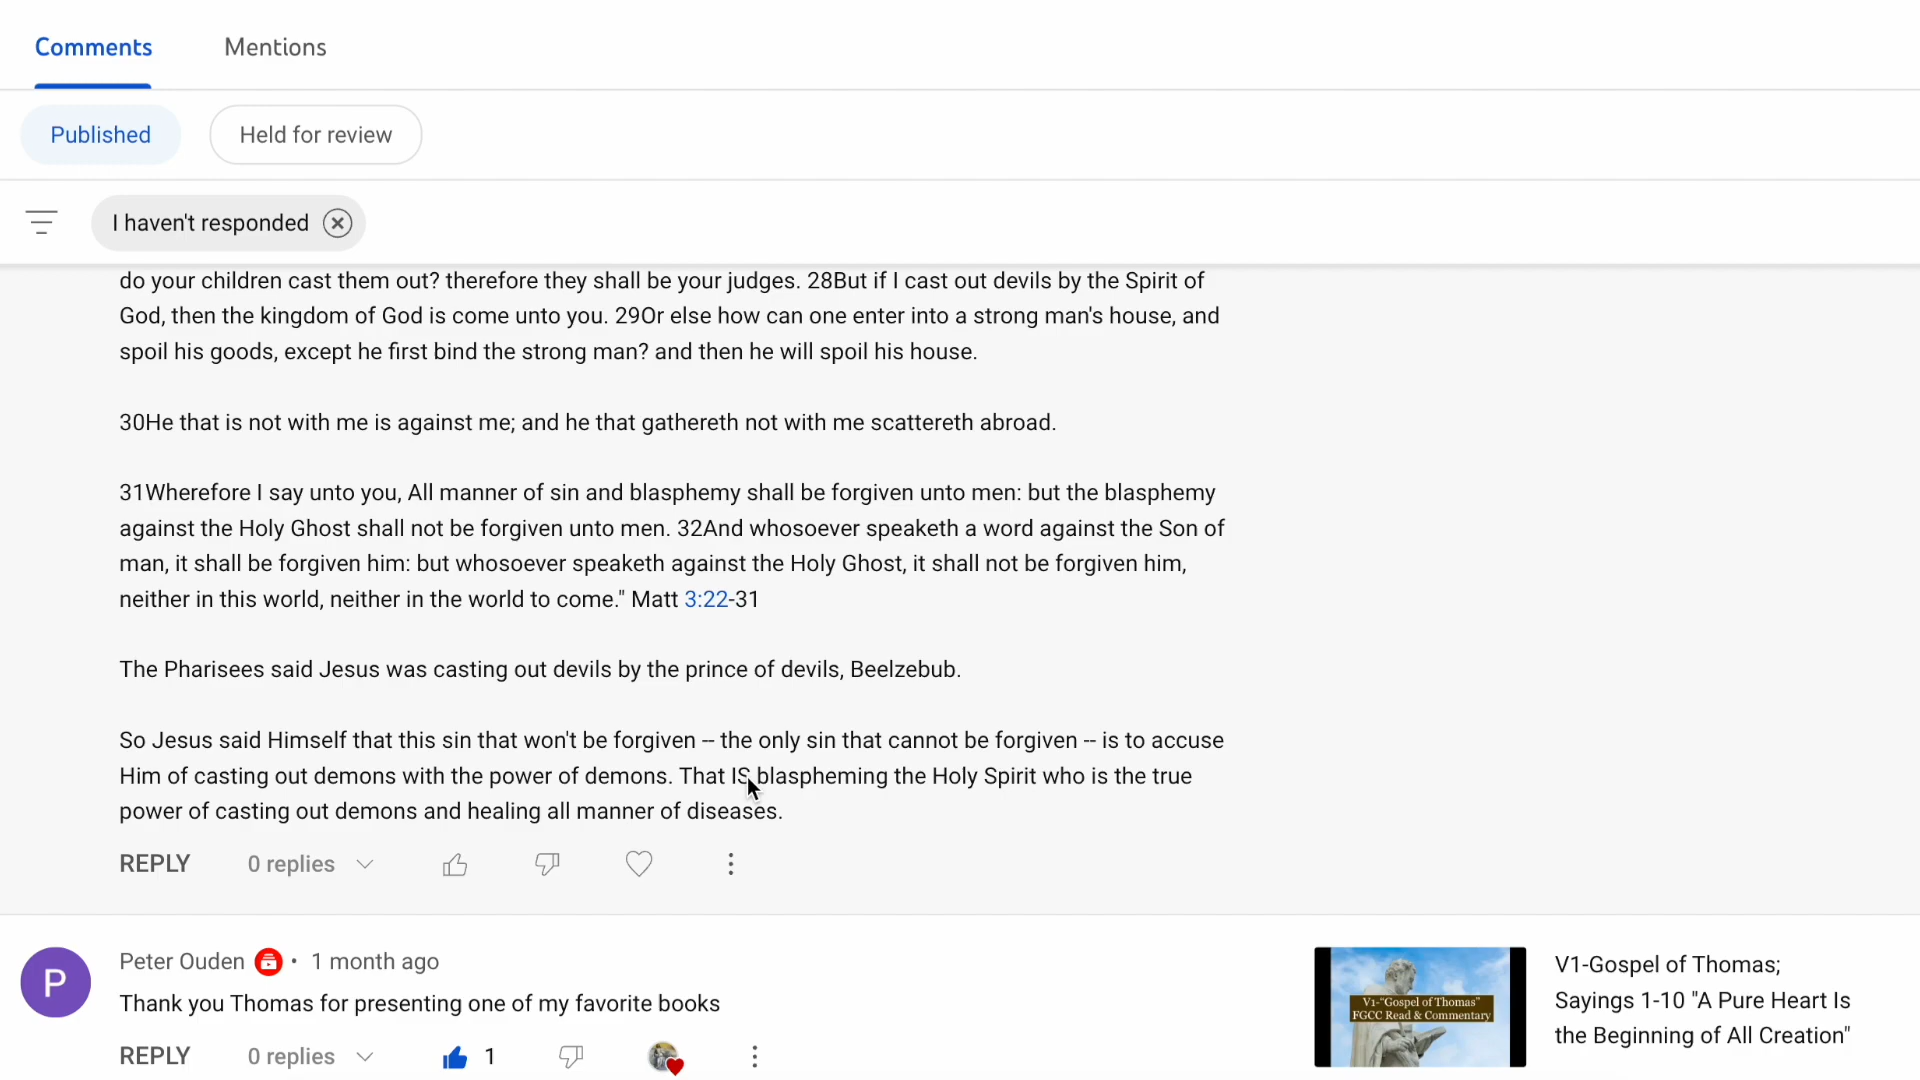 Comments Mentions
Published Held for review
I haven't responded
do your children cast them out? therefore they shall be your judges. 28But if I cast out devils by the Spirit of
God, then the kingdom of God is come unto you. 29Or else how can one enter into a strong man's house, and
spoil his goods, except he first bind the strong man? and then he will spoil his house.
30He that is not with me is against me; and he that gathereth not with me scattereth abroad.
31Wherefore I say unto you, All manner of sin and blasphemy shall be forgiven unto men: but the blasphemy
against the Holy Ghost shall not be forgiven unto men. 32And whosoever speaketh a word against the Son of
man, it shall be forgiven him: but whosoever speaketh against the Holy Ghost, it shall not be forgiven him,
neither in this world, neither in the world to come." Matt 3:22-31
The Pharisees said Jesus was casting out devils by the prince of devils, Beelzebub.
So Jesus said Himself that this sin that won't be forgiven -- the only sin that cannot be forgiven -- is to accuse
Him of casting out demons with the power of demons. That IS blaspheming the Holy Spirit who is the true
power of casting out demons and healing all manner of diseases.
REPLY 0 replies
P
Peter Ouden • 1 month ago
Thank you Thomas for presenting one of my favorite books
REPLY 0 replies 1
V1-"Gospel of Thomas"
FGCC Read & Commentary
V1-Gospel of Thomas;
Sayings 1-10 "A Pure Heart Is
the Beginning of All Creation"